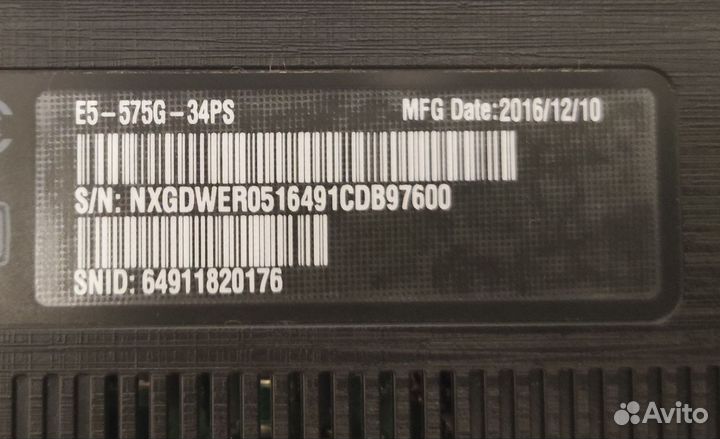 E5-575G-34PS MFG Date:2016/12/10
S/N: NXGDWER0516491CDB97600
SNID: 64911820176
Avito